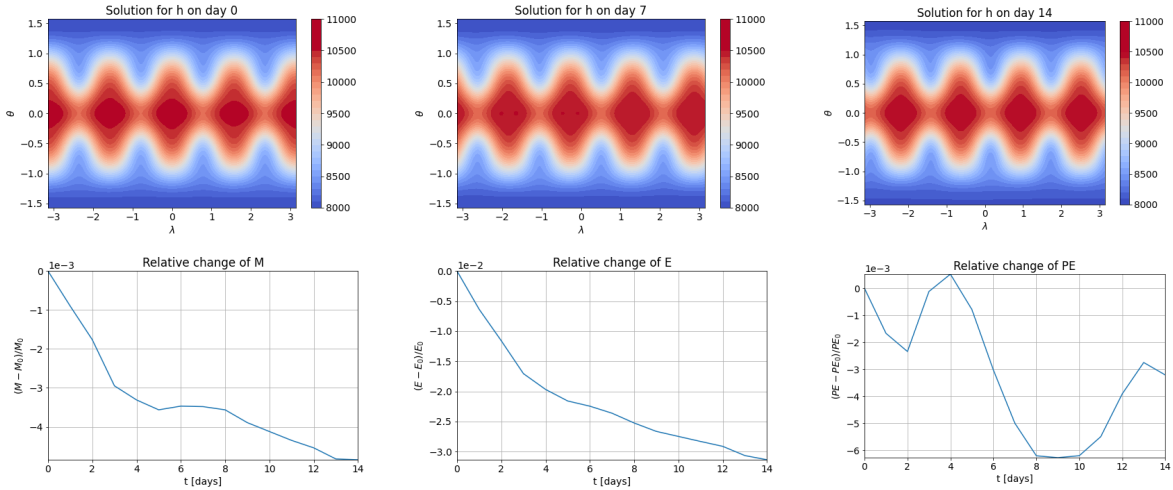 Solution for h on day 0
11000
10500
10000
9500
9000
8500
8000
1.5
1.0
0.5
0.0
−0.5
−1.0
−1.5
θ
−3 −2 −1 0 1 2 3
λ
Solution for h on day 7
11000
10500
10000
9500
9000
8500
8000
1.5
1.0
0.5
0.0
−0.5
−1.0
−1.5
θ
−3 −2 −1 0 1 2 3
λ
Solution for h on day 14
11000
10500
10000
9500
9000
8500
8000
1.5
1.0
0.5
0.0
−0.5
−1.0
−1.5
θ
−3 −2 −1 0 1 2 3
λ
Relative change of M
1e−3
0
−1
−2
−3
−4
(M − M₀)/M₀
0 2 4 6 8 10 12 14
t [days]
Relative change of E
1e−2
0.0
−0.5
−1.0
−1.5
−2.0
−2.5
−3.0
(E − E₀)/E₀
0 2 4 6 8 10 12 14
t [days]
Relative change of PE
1e−3
0
−1
−2
−3
−4
−5
−6
(PE − PE₀)/PE₀
0 2 4 6 8 10 12 14
t [days]